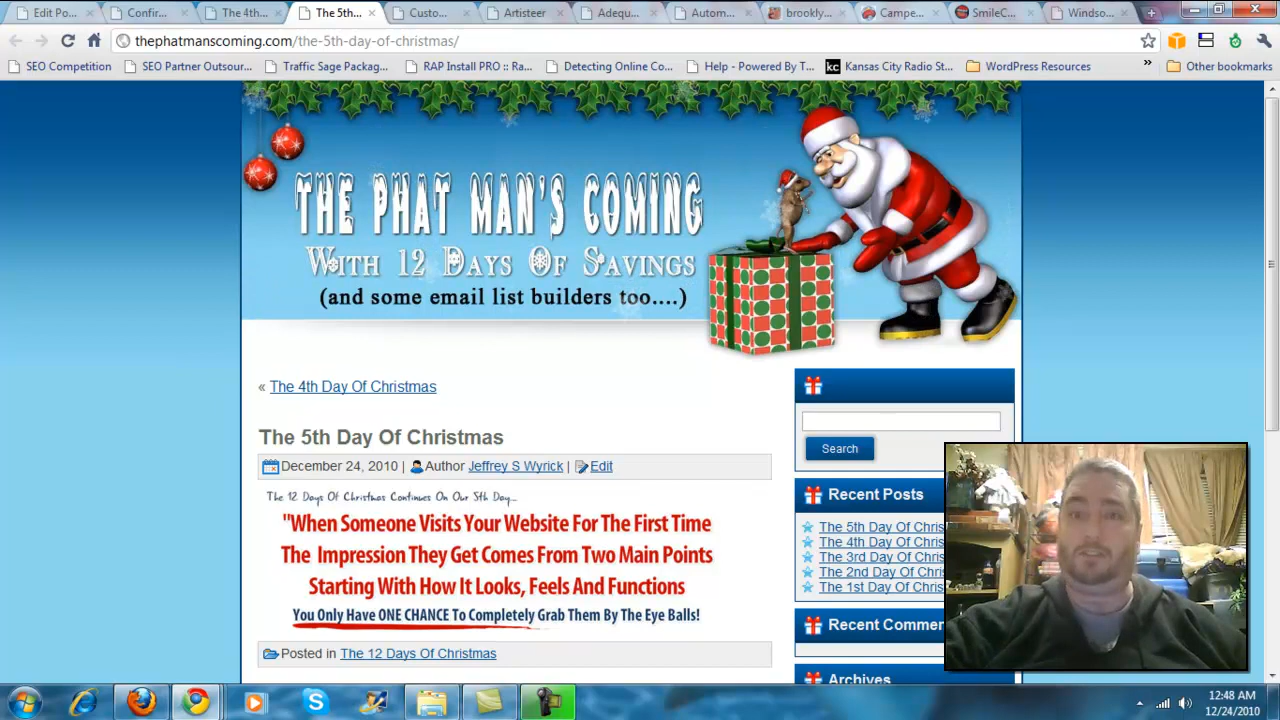 Edit Po...
Confir...
The 4th...
The 5th...
Custo...
Artisteer
Adequ...
Autom...
brookly...
Campe...
SmileC...
Windso...
thephatmanscoming.com/the-5th-day-of-christmas/
SEO Competition
SEO Partner Outsour...
Traffic Sage Packag...
RAP Install PRO :: Ra...
Detecting Online Co...
Help - Powered By T...
kc Kansas City Radio St...
WordPress Resources
»
Other bookmarks
THE PHAT MAN'S COMING
WITH 12 DAYS OF SAVINGS
(and some email list builders too....)
« The 4th Day Of Christmas
The 5th Day Of Christmas
December 24, 2010 | Author Jeffrey S Wyrick | Edit
The 12 Days Of Christmas Continues On Our 5th Day...
"When Someone Visits Your Website For The First Time
The Impression They Get Comes From Two Main Points
Starting With How It Looks, Feels And Functions
You Only Have ONE CHANCE To Completely Grab Them By The Eye Balls!
Posted in The 12 Days Of Christmas
Search
Recent Posts
The 5th Day Of Chris
The 4th Day Of Chris
The 3rd Day Of Chris
The 2nd Day Of Chris
The 1st Day Of Chris
Recent Commen
Archives
12:48 AM
12/24/2010